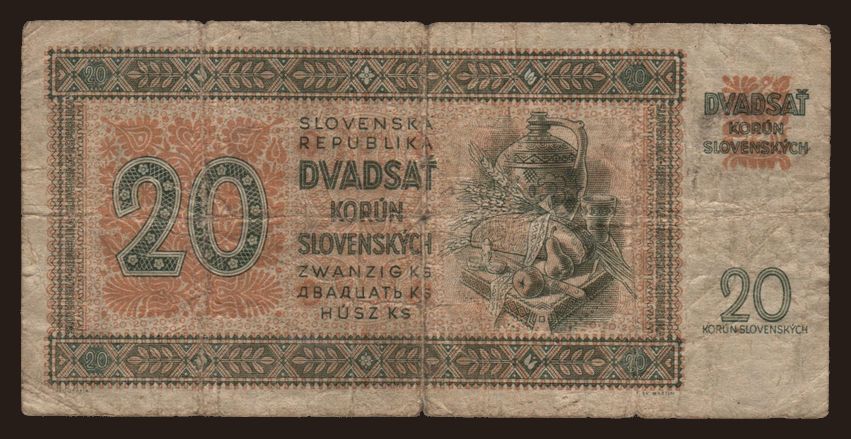 20
20
20
SLOVENSKÁ
REPUBLIKA
DVADSAŤ
KORÚN
SLOVENSKÝCH
ZWANZIG KS
ДВАДЦАТЬ KS
HÚSZ KS
20
20
DVADSAŤ
KORÚN
SLOVENSKÝCH
20
KORÚN SLOVENSKÝCH